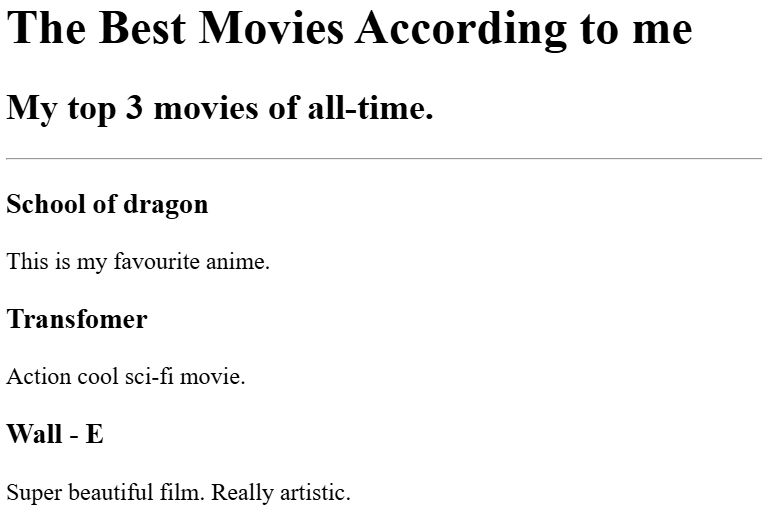 The Best Movies According to me
My top 3 movies of all-time.
School of dragon
This is my favourite anime.
Transfomer
Action cool sci-fi movie.
Wall - E
Super beautiful film. Really artistic.